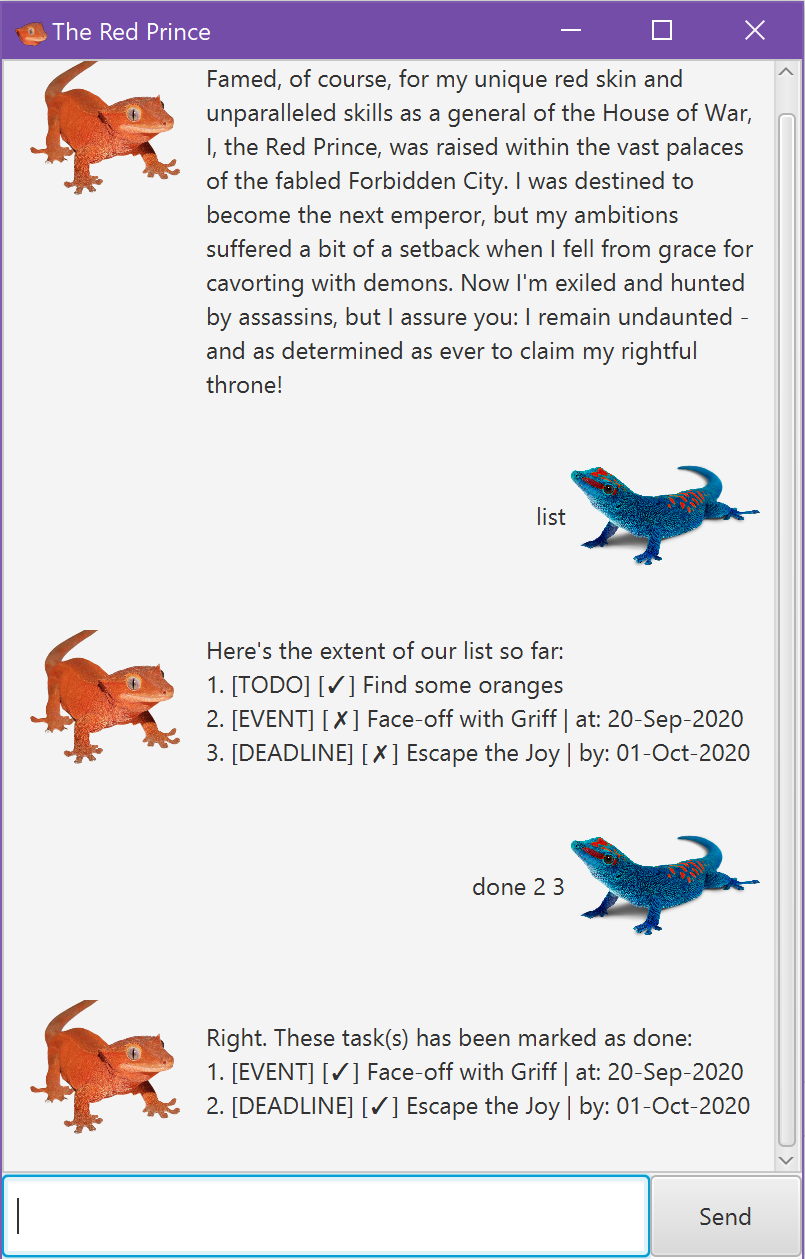 The Red Prince
Famed, of course, for my unique red skin and
unparalleled skills as a general of the House of War,
I, the Red Prince, was raised within the vast palaces
of the fabled Forbidden City. I was destined to
become the next emperor, but my ambitions
suffered a bit of a setback when I fell from grace for
cavorting with demons. Now I'm exiled and hunted
by assassins, but I assure you: I remain undaunted -
and as determined as ever to claim my rightful
throne!
list
Here's the extent of our list so far:
1. [TODO] [✓] Find some oranges
2. [EVENT] [✗] Face-off with Griff | at: 20-Sep-2020
3. [DEADLINE] [✗] Escape the Joy | by: 01-Oct-2020
done 2 3
Right. These task(s) has been marked as done:
1. [EVENT] [✓] Face-off with Griff | at: 20-Sep-2020
2. [DEADLINE] [✓] Escape the Joy | by: 01-Oct-2020
Send